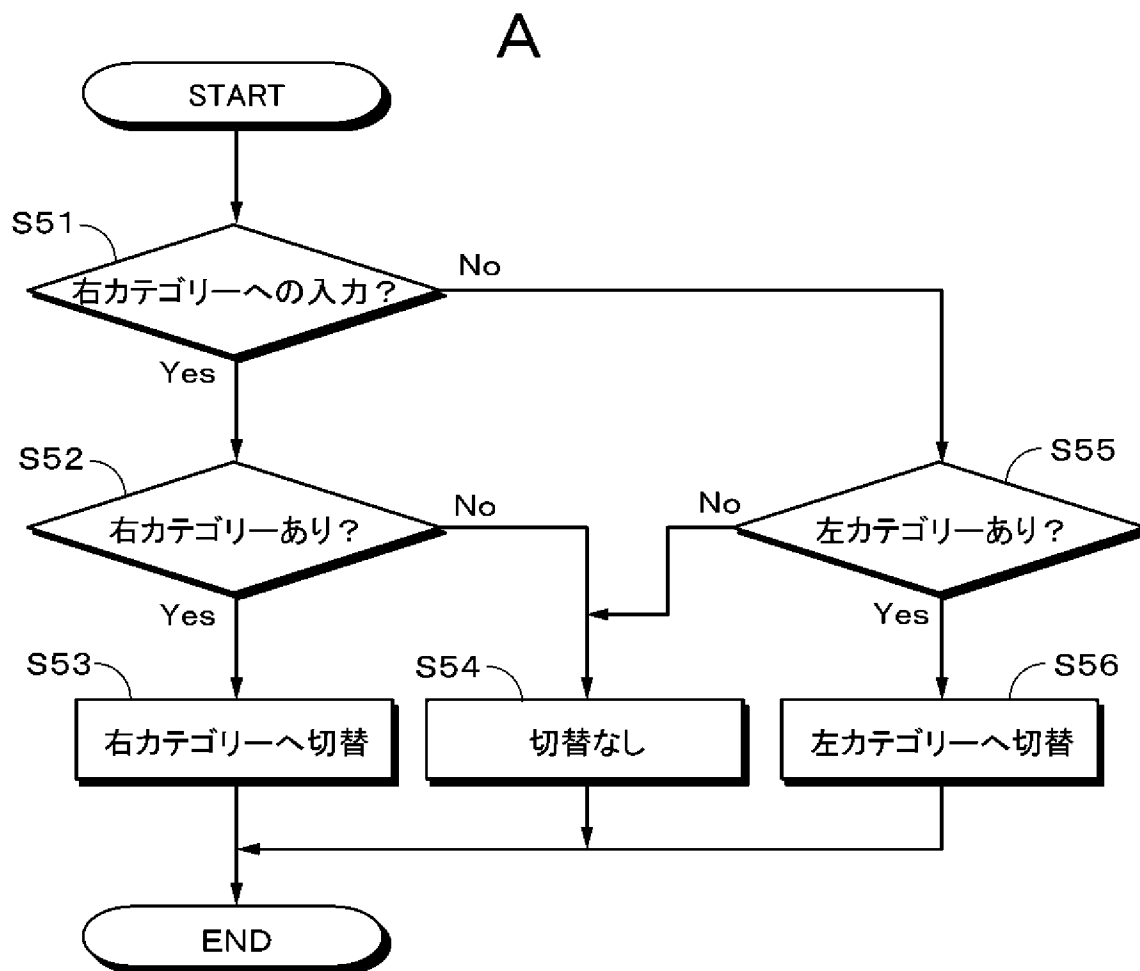 A
START
S51
右カテゴリーへの入力？
No
Yes
S52
右カテゴリーあり？
No
No
S55
左カテゴリーあり？
Yes
Yes
S53
右カテゴリーへ切替
S54
切替なし
S56
左カテゴリーへ切替
END